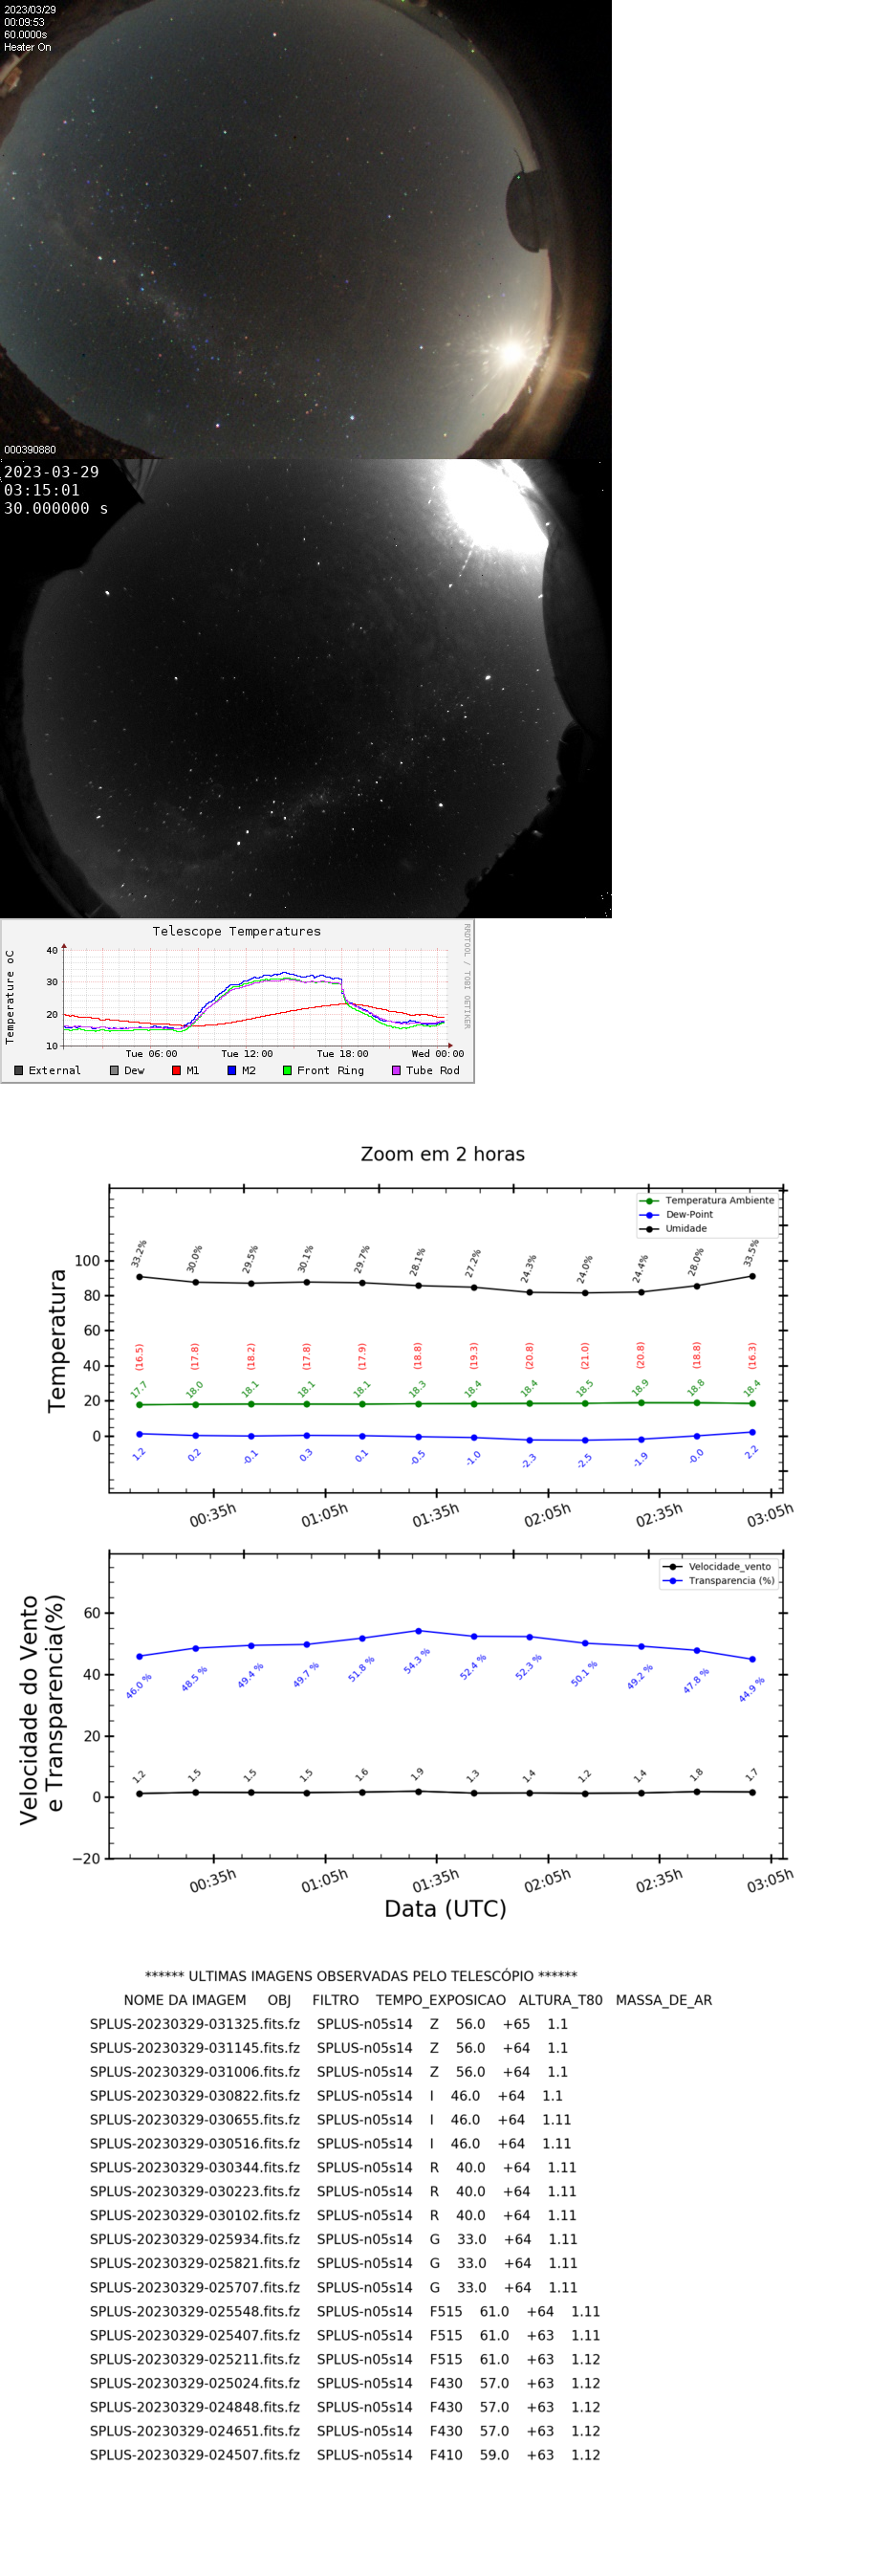 2023/03/29
00:09:53
60.0000s
Heater On
000390880
2023-03-29
03:15:01
30.000000 s
Telescope Temperatures
RRDTOOL / TOBI OETIKER
Temperature oC
40
30
20
10
Tue 06:00 Tue 12:00 Tue 18:00 Wed 00:00
External Dew M1 M2 Front Ring Tube Rod
Zoom em 2 horas
Temperatura Ambiente
Dew-Point
Umidade
Temperatura
100
80
60
40
20
0
33.2% 30.0% 29.5% 30.1% 29.7% 28.1% 27.2% 24.3% 24.0% 24.4% 28.0% 33.5%
(16.5) (17.8) (18.2) (17.8) (17.9) (18.8) (19.3) (20.8) (21.0) (20.8) (18.8) (16.3)
17.7 18.0 18.1 18.1 18.1 18.3 18.4 18.4 18.5 18.9 18.8 18.4
1.2 0.2 -0.1 0.3 0.1 -0.5 -1.0 -2.3 -2.5 -1.9 -0.0 2.2
00:35h 01:05h 01:35h 02:05h 02:35h 03:05h
Velocidade_vento
Transparencia (%)
Velocidade do Vento
e Transparencia(%)
60
40
20
0
−20
46.0 % 48.5 % 49.4 % 49.7 % 51.8 % 54.3 % 52.4 % 52.3 % 50.1 % 49.2 % 47.8 % 44.9 %
1.2 1.5 1.5 1.5 1.6 1.9 1.3 1.4 1.2 1.4 1.8 1.7
00:35h 01:05h 01:35h 02:05h 02:35h 03:05h
Data (UTC)
****** ULTIMAS IMAGENS OBSERVADAS PELO TELESCÓPIO ******
NOME DA IMAGEM OBJ FILTRO TEMPO_EXPOSICAO ALTURA_T80 MASSA_DE_AR
SPLUS-20230329-031325.fits.fz SPLUS-n05s14 Z 56.0 +65 1.1
SPLUS-20230329-031145.fits.fz SPLUS-n05s14 Z 56.0 +64 1.1
SPLUS-20230329-031006.fits.fz SPLUS-n05s14 Z 56.0 +64 1.1
SPLUS-20230329-030822.fits.fz SPLUS-n05s14 I 46.0 +64 1.1
SPLUS-20230329-030655.fits.fz SPLUS-n05s14 I 46.0 +64 1.11
SPLUS-20230329-030516.fits.fz SPLUS-n05s14 I 46.0 +64 1.11
SPLUS-20230329-030344.fits.fz SPLUS-n05s14 R 40.0 +64 1.11
SPLUS-20230329-030223.fits.fz SPLUS-n05s14 R 40.0 +64 1.11
SPLUS-20230329-030102.fits.fz SPLUS-n05s14 R 40.0 +64 1.11
SPLUS-20230329-025934.fits.fz SPLUS-n05s14 G 33.0 +64 1.11
SPLUS-20230329-025821.fits.fz SPLUS-n05s14 G 33.0 +64 1.11
SPLUS-20230329-025707.fits.fz SPLUS-n05s14 G 33.0 +64 1.11
SPLUS-20230329-025548.fits.fz SPLUS-n05s14 F515 61.0 +64 1.11
SPLUS-20230329-025407.fits.fz SPLUS-n05s14 F515 61.0 +63 1.11
SPLUS-20230329-025211.fits.fz SPLUS-n05s14 F515 61.0 +63 1.12
SPLUS-20230329-025024.fits.fz SPLUS-n05s14 F430 57.0 +63 1.12
SPLUS-20230329-024848.fits.fz SPLUS-n05s14 F430 57.0 +63 1.12
SPLUS-20230329-024651.fits.fz SPLUS-n05s14 F430 57.0 +63 1.12
SPLUS-20230329-024507.fits.fz SPLUS-n05s14 F410 59.0 +63 1.12